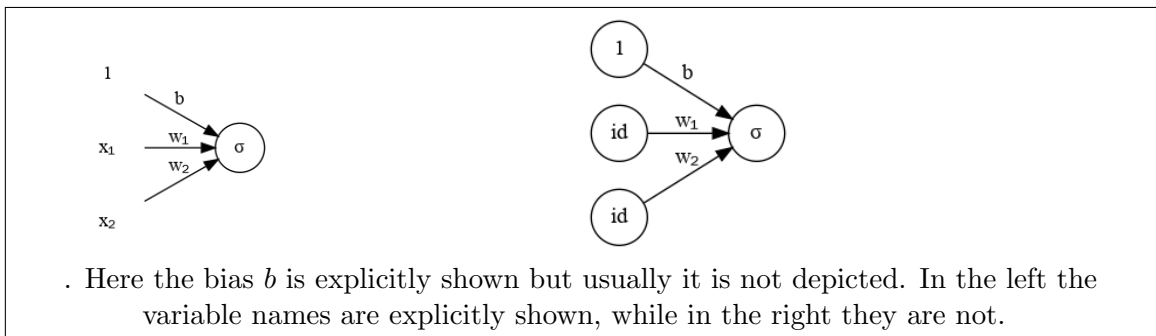 1
b
x₁
w₁
σ
w₂
x₂
1
b
id
w₁
σ
w₂
id
. Here the bias b is explicitly shown but usually it is not depicted. In the left the
variable names are explicitly shown, while in the right they are not.